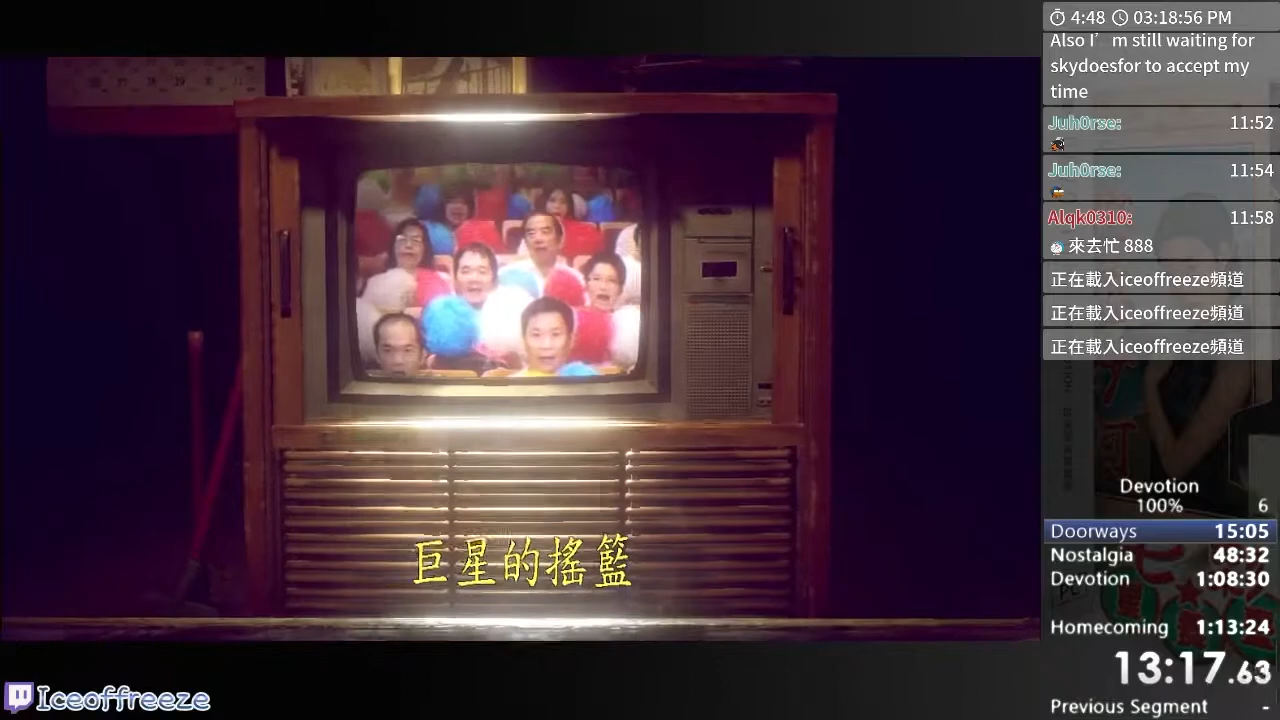 4:48 03:18:56 PM
Also I’m still waiting for
skydoesfor to accept my
time
Juh0rse: 11:52
Juh0rse: 11:54
Alqk0310: 11:58
來去忙 888
正在載入iceoffreeze頻道
正在載入iceoffreeze頻道
正在載入iceoffreeze頻道
Devotion
100% 6
Doorways 15:05
Nostalgia 48:32
Devotion 1:08:30
Homecoming 1:13:24
13:17.63
Previous Segment -
巨星的搖籃
Iceoffreeze